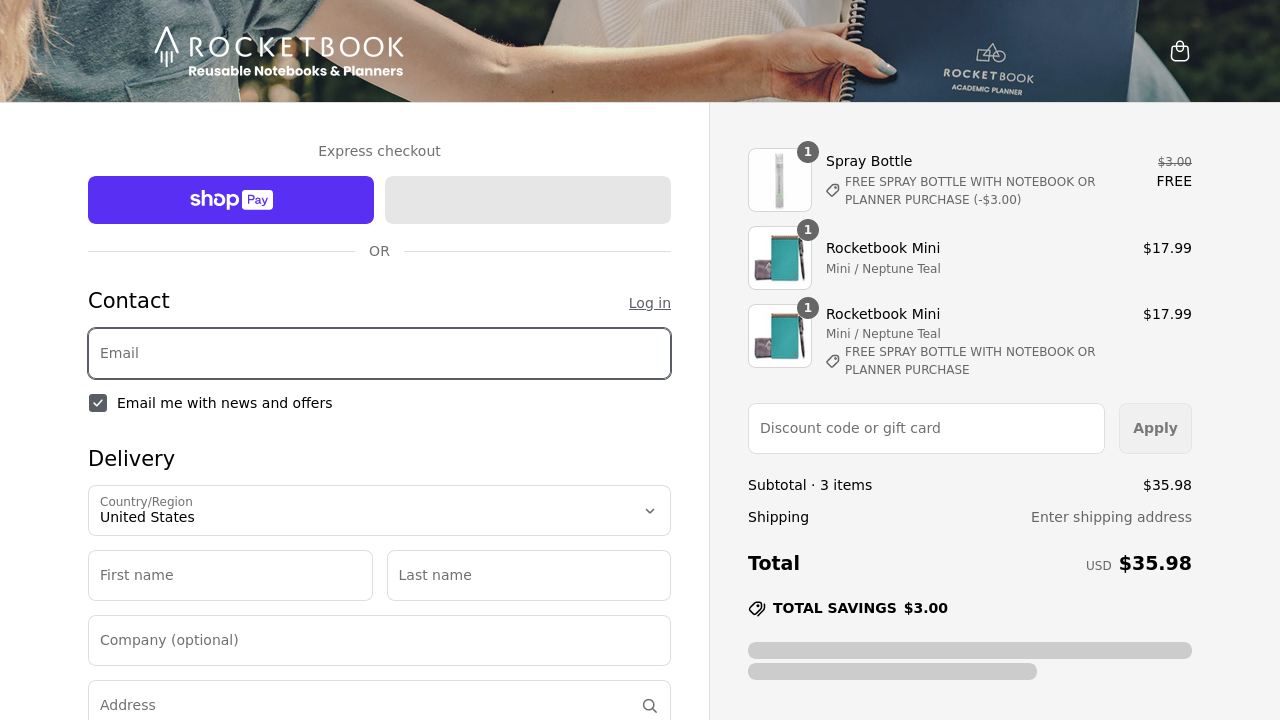 ROCKETBOOK
Reusable Notebooks & Planners
ROCKETBOOK
ACADEMIC PLANNER
Express checkout
shop Pay
OR
Contact
Log in
Email
Email me with news and offers
Delivery
Country/Region
United States
First name
Last name
Company (optional)
Address
1
Spray Bottle
$3.00
FREE SPRAY BOTTLE WITH NOTEBOOK OR
PLANNER PURCHASE (-$3.00)
FREE
1
Rocketbook Mini
$17.99
Mini / Neptune Teal
1
Rocketbook Mini
$17.99
Mini / Neptune Teal
FREE SPRAY BOTTLE WITH NOTEBOOK OR
PLANNER PURCHASE
Discount code or gift card
Apply
Subtotal · 3 items
$35.98
Shipping
Enter shipping address
Total
USD $35.98
TOTAL SAVINGS $3.00